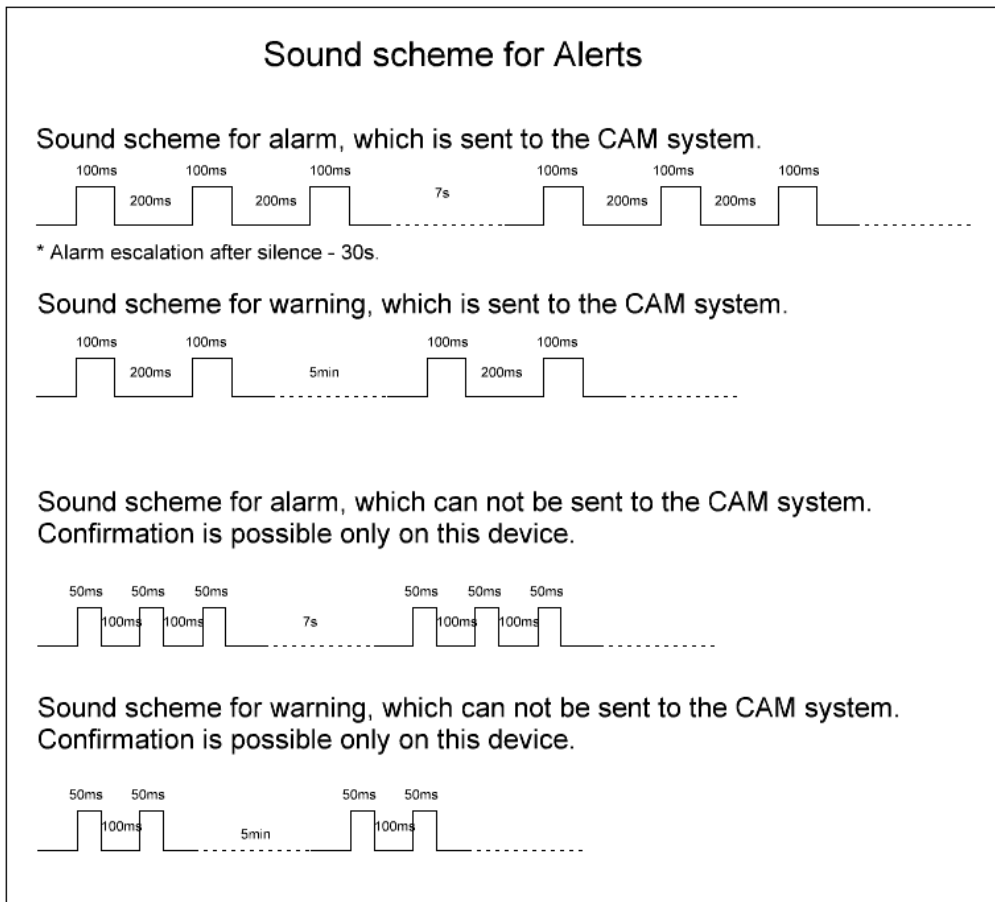 Sound scheme for Alerts
Sound scheme for alarm, which is sent to the CAM system.
100ms 100ms 100ms 100ms 100ms 100ms
200ms 200ms 7s 200ms 200ms
* Alarm escalation after silence - 30s.
Sound scheme for warning, which is sent to the CAM system.
100ms 100ms 100ms 100ms
200ms 5min 200ms
Sound scheme for alarm, which can not be sent to the CAM system.
Confirmation is possible only on this device.
50ms 50ms 50ms 50ms 50ms 50ms
100ms 100ms 7s 100ms 100ms
Sound scheme for warning, which can not be sent to the CAM system.
Confirmation is possible only on this device.
50ms 50ms 50ms 50ms
100ms 5min 100ms